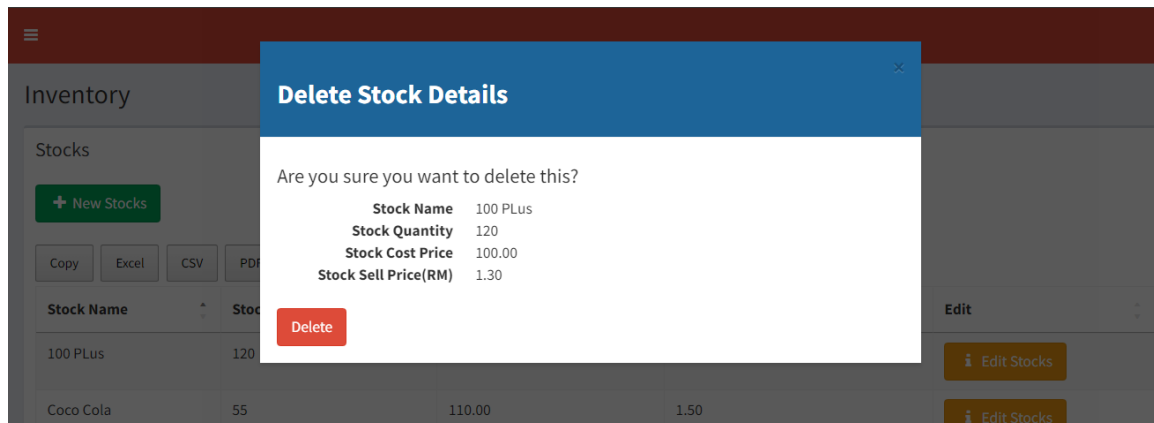 Inventory
Stocks
+ New Stocks
Copy Excel CSV PDF
Stock Name Stoc Edit
100 PLus 120 Edit Stocks
Coco Cola 55 110.00 1.50 Edit Stocks
×
Delete Stock Details
Are you sure you want to delete this?
Stock Name 100 PLus
Stock Quantity 120
Stock Cost Price 100.00
Stock Sell Price(RM) 1.30
Delete